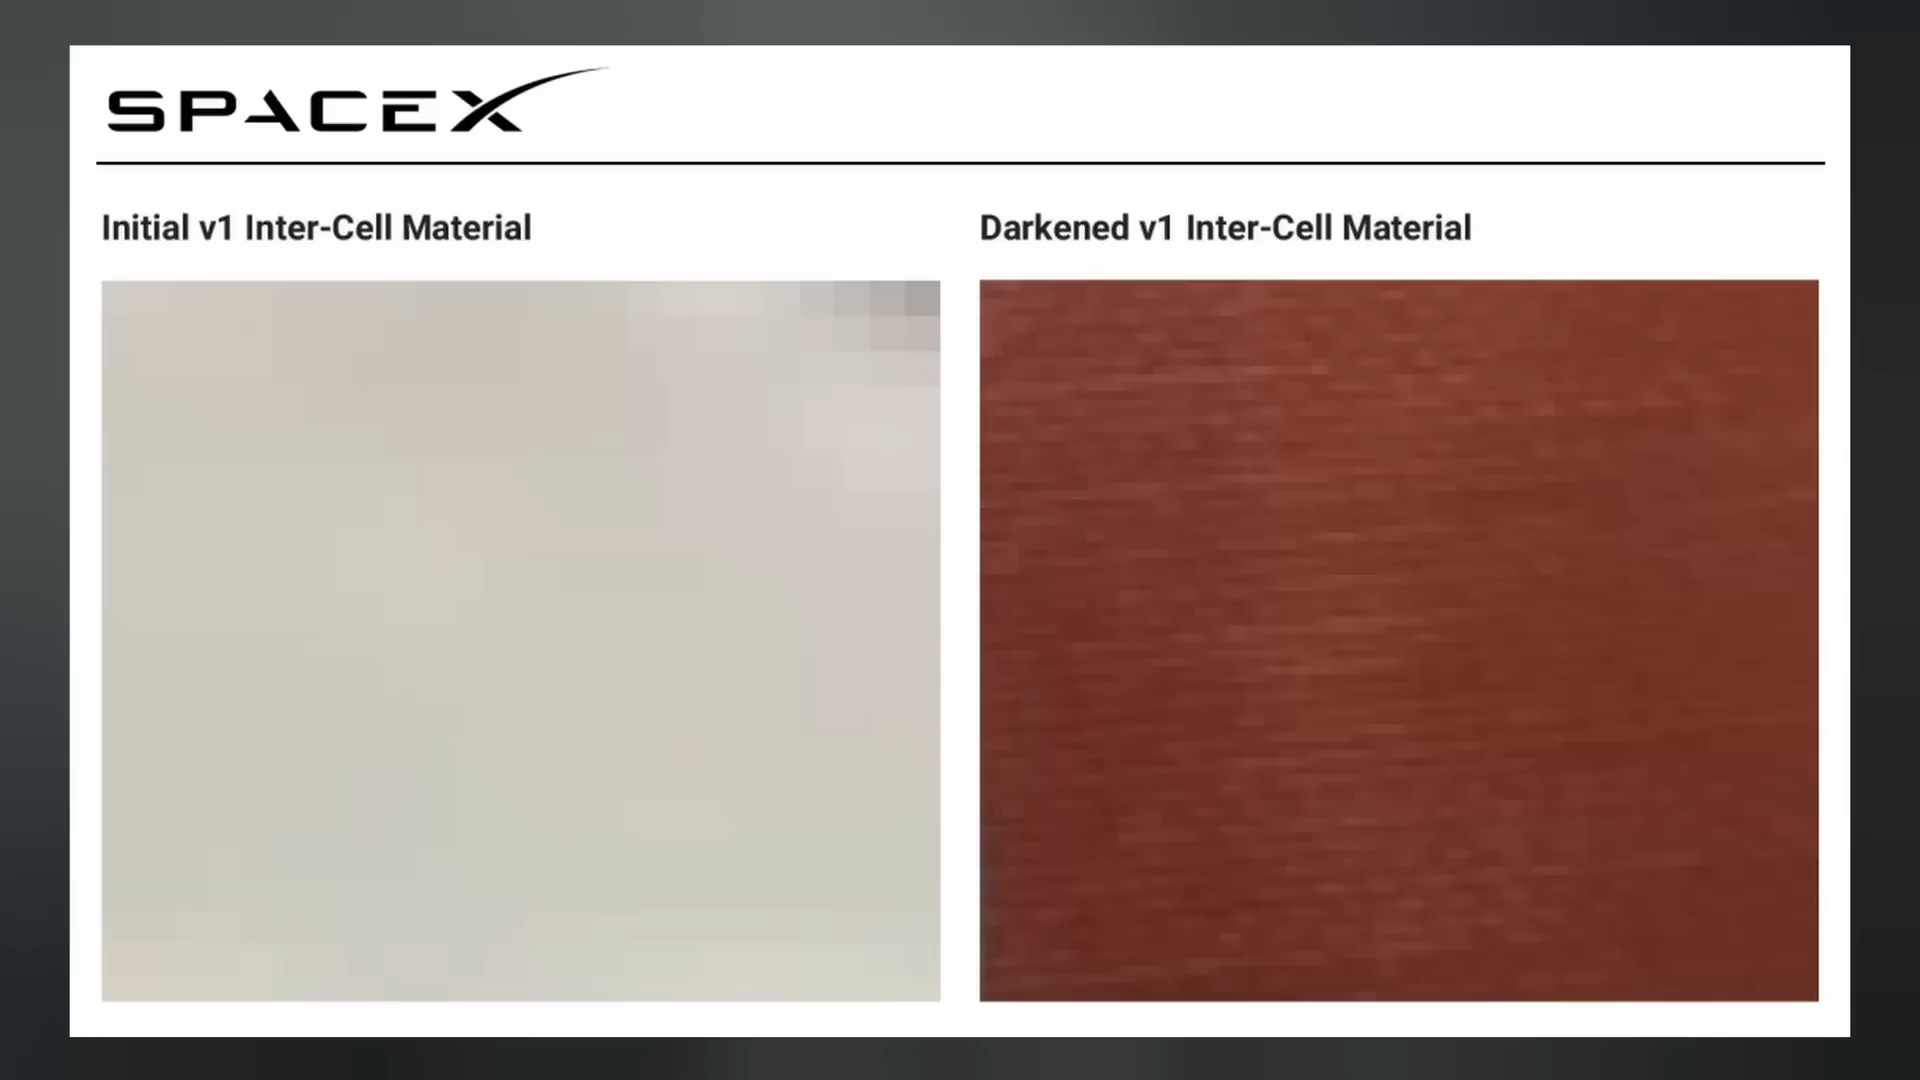 SPACEX
Initial v1 Inter-Cell Material
Darkened v1 Inter-Cell Material